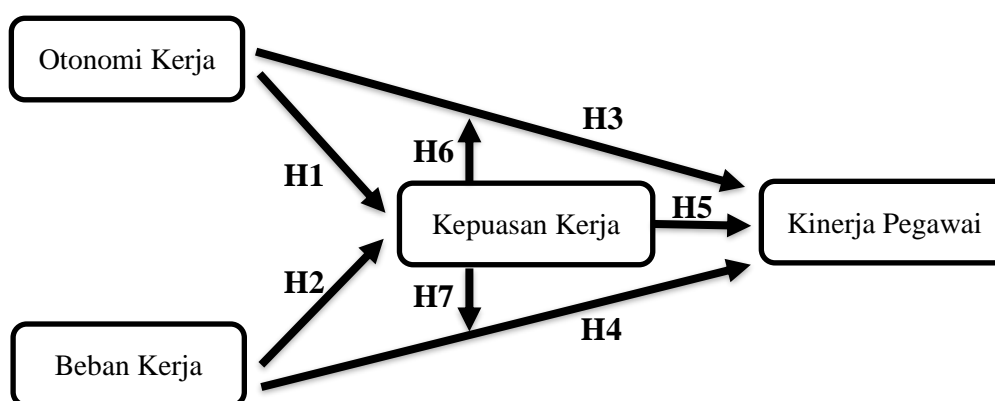 Otonomi Kerja
H3
H6
H1
Kepuasan Kerja
H5
Kinerja Pegawai
H2
H7
H4
Beban Kerja